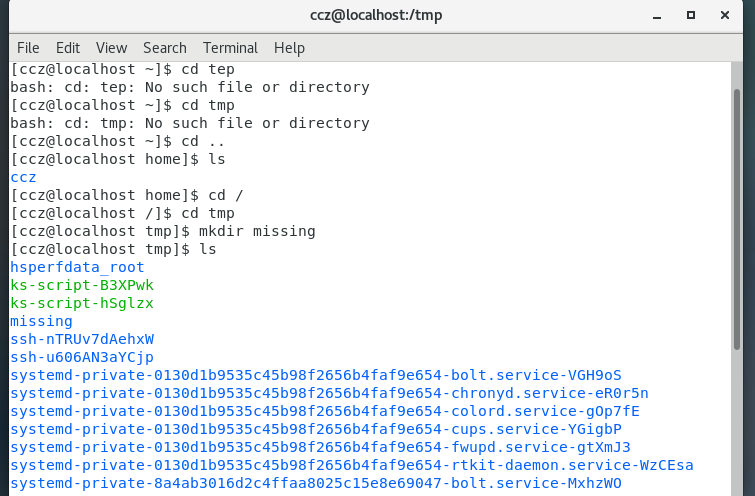 ccz@localhost:/tmp
File Edit View Search Terminal Help
[ccz@localhost ~]$ cd tep
bash: cd: tep: No such file or directory
[ccz@localhost ~]$ cd tmp
bash: cd: tmp: No such file or directory
[ccz@localhost ~]$ cd ..
[ccz@localhost home]$ ls
ccz
[ccz@localhost home]$ cd /
[ccz@localhost /]$ cd tmp
[ccz@localhost tmp]$ mkdir missing
[ccz@localhost tmp]$ ls
hsperfdata_root
ks-script-B3XPwk
ks-script-hSglzx
missing
ssh-nTRUv7dAehxW
ssh-u606AN3aYCjp
systemd-private-0130d1b9535c45b98f2656b4faf9e654-bolt.service-VGH9oS
systemd-private-0130d1b9535c45b98f2656b4faf9e654-chronyd.service-eR0r5n
systemd-private-0130d1b9535c45b98f2656b4faf9e654-colord.service-gOp7fE
systemd-private-0130d1b9535c45b98f2656b4faf9e654-cups.service-YGigbP
systemd-private-0130d1b9535c45b98f2656b4faf9e654-fwupd.service-gtXmJ3
systemd-private-0130d1b9535c45b98f2656b4faf9e654-rtkit-daemon.service-WzCEsa
systemd-private-8a4ab3016d2c4ffaa8025c15e8e69047-bolt.service-MxhzWO